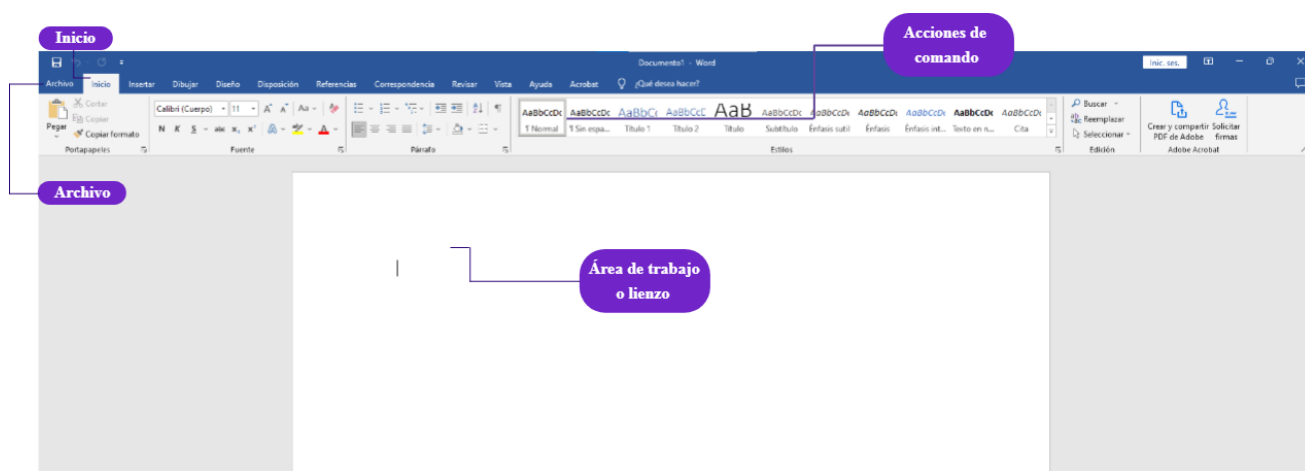 Inicio
Acciones de
comando
Documento1 - Word
Inic. ses.
Archivo Inicio Insertar Dibujar Diseño Disposición Referencias Correspondencia Revisar Vista Ayuda Acrobat ¿Qué desea hacer?
Pegar
Cortar
Copiar
Copiar formato
Portapapeles
Calibri (Cuerpo) 11 A A Aa
N K S abc x, x' A A
Fuente
Párrafo
AaBbCcDc AaBbCcDc AaBbCc AaBbCcC AaB AaBbCcDc AaBbCcDc AaBbCcDc AaBbCcDc AaBbCcDc AaBbCcDc
1 Normal 1 Sin espa... Título 1 Título 2 Título Subtítulo Énfasis sutil Énfasis Énfasis int... Texto en n... Cita
Estilos
Buscar
Reemplazar
Seleccionar
Edición
Crear y compartir
PDF de Adobe
Solicitar
firmas
Adobe Acrobat
Archivo
Área de trabajo
o lienzo